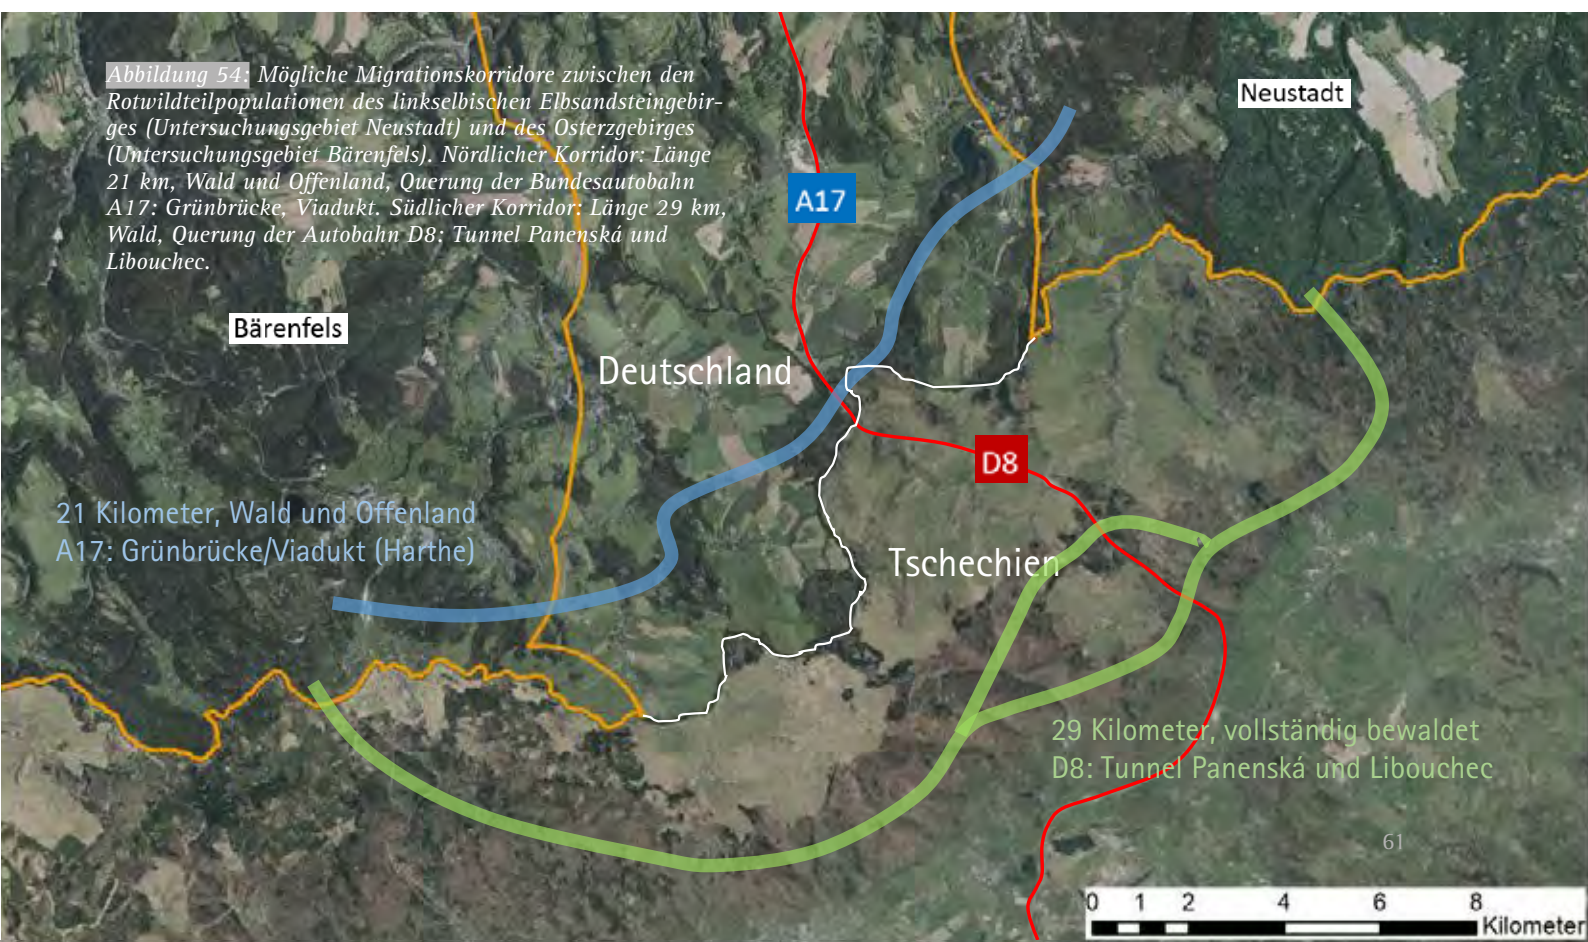 Abbildung 54: Mögliche Migrationskorridore zwischen den
Rotwildteilpopulationen des linkselbischen Elbsandsteingebir-
ges (Untersuchungsgebiet Neustadt) und des Osterzgebirges
(Untersuchungsgebiet Bärenfels). Nördlicher Korridor: Länge
21 km, Wald und Offenland, Querung der Bundesautobahn
A17: Grünbrücke, Viadukt. Südlicher Korridor: Länge 29 km,
Wald, Querung der Autobahn D8: Tunnel Panenská und
Libouchec.
Neustadt
A17
Bärenfels
Deutschland
D8
21 Kilometer, Wald und Offenland
A17: Grünbrücke/Viadukt (Harthe)
Tschechien
29 Kilometer, vollständig bewaldet
D8: Tunnel Panenská und Libouchec
61
0 1 2 4 6 8
Kilometer